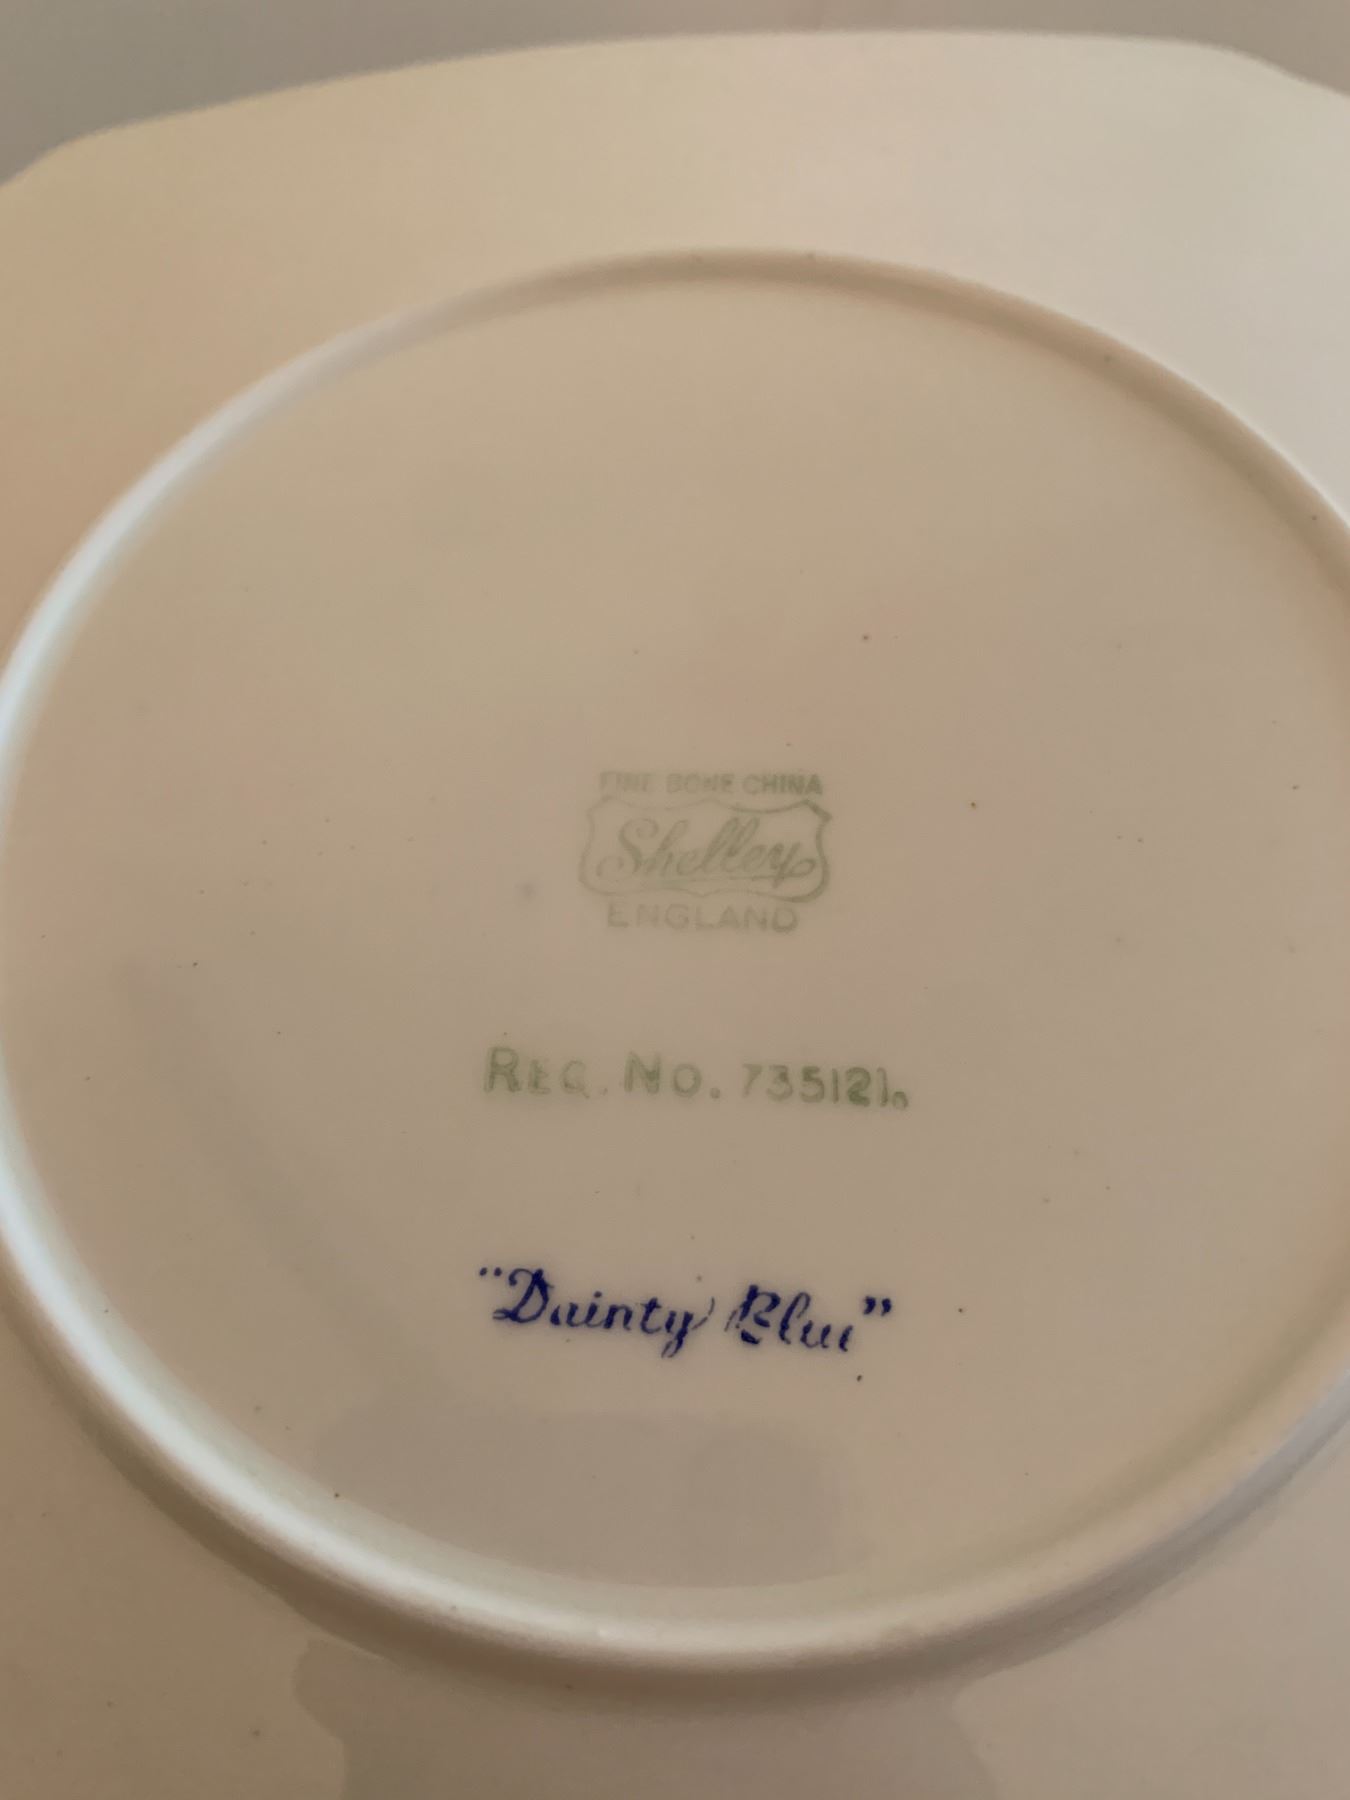 FINE BONE CHINA
Shelley
ENGLAND
REG. NO. 735121.
"Dainty Blue"